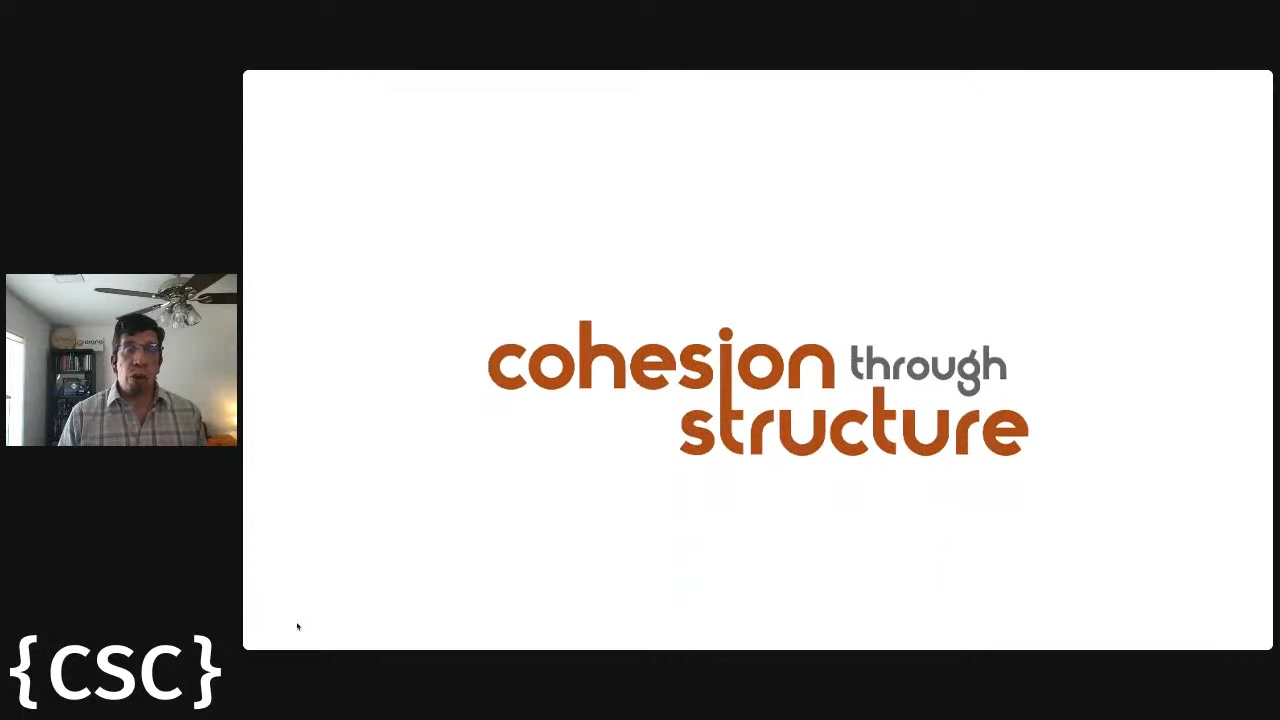 cohesion through
structure
{csc}